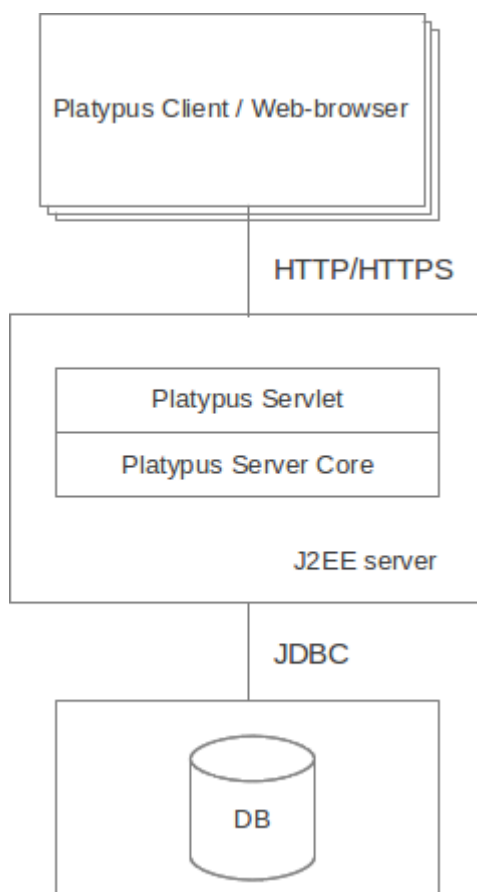 Platypus Client / Web-browser
HTTP/HTTPS
Platypus Servlet
Platypus Server Core
J2EE server
JDBC
DB